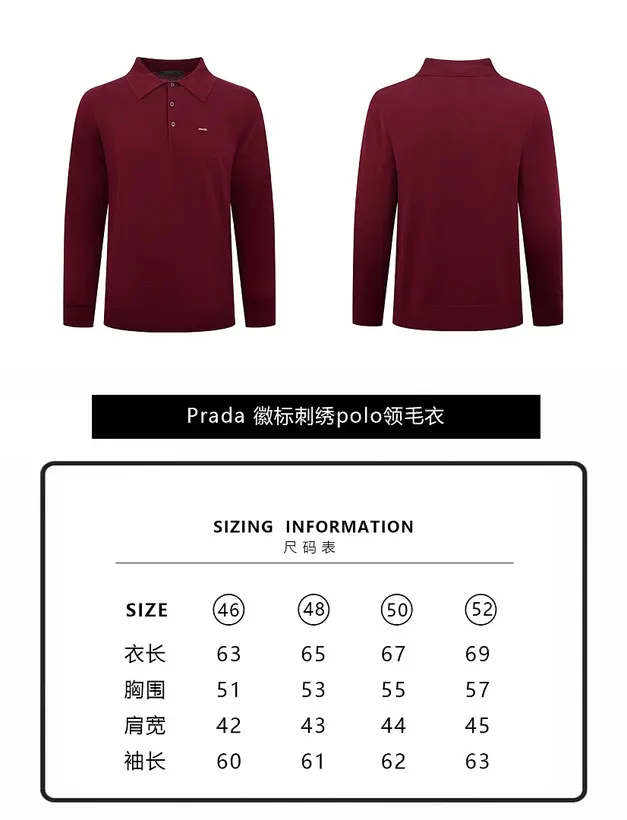 Prada 徽标刺绣polo领毛衣
SIZING INFORMATION
尺码表
SIZE 46 48 50 52
衣长 63 65 67 69
胸围 51 53 55 57
肩宽 42 43 44 45
袖长 60 61 62 63